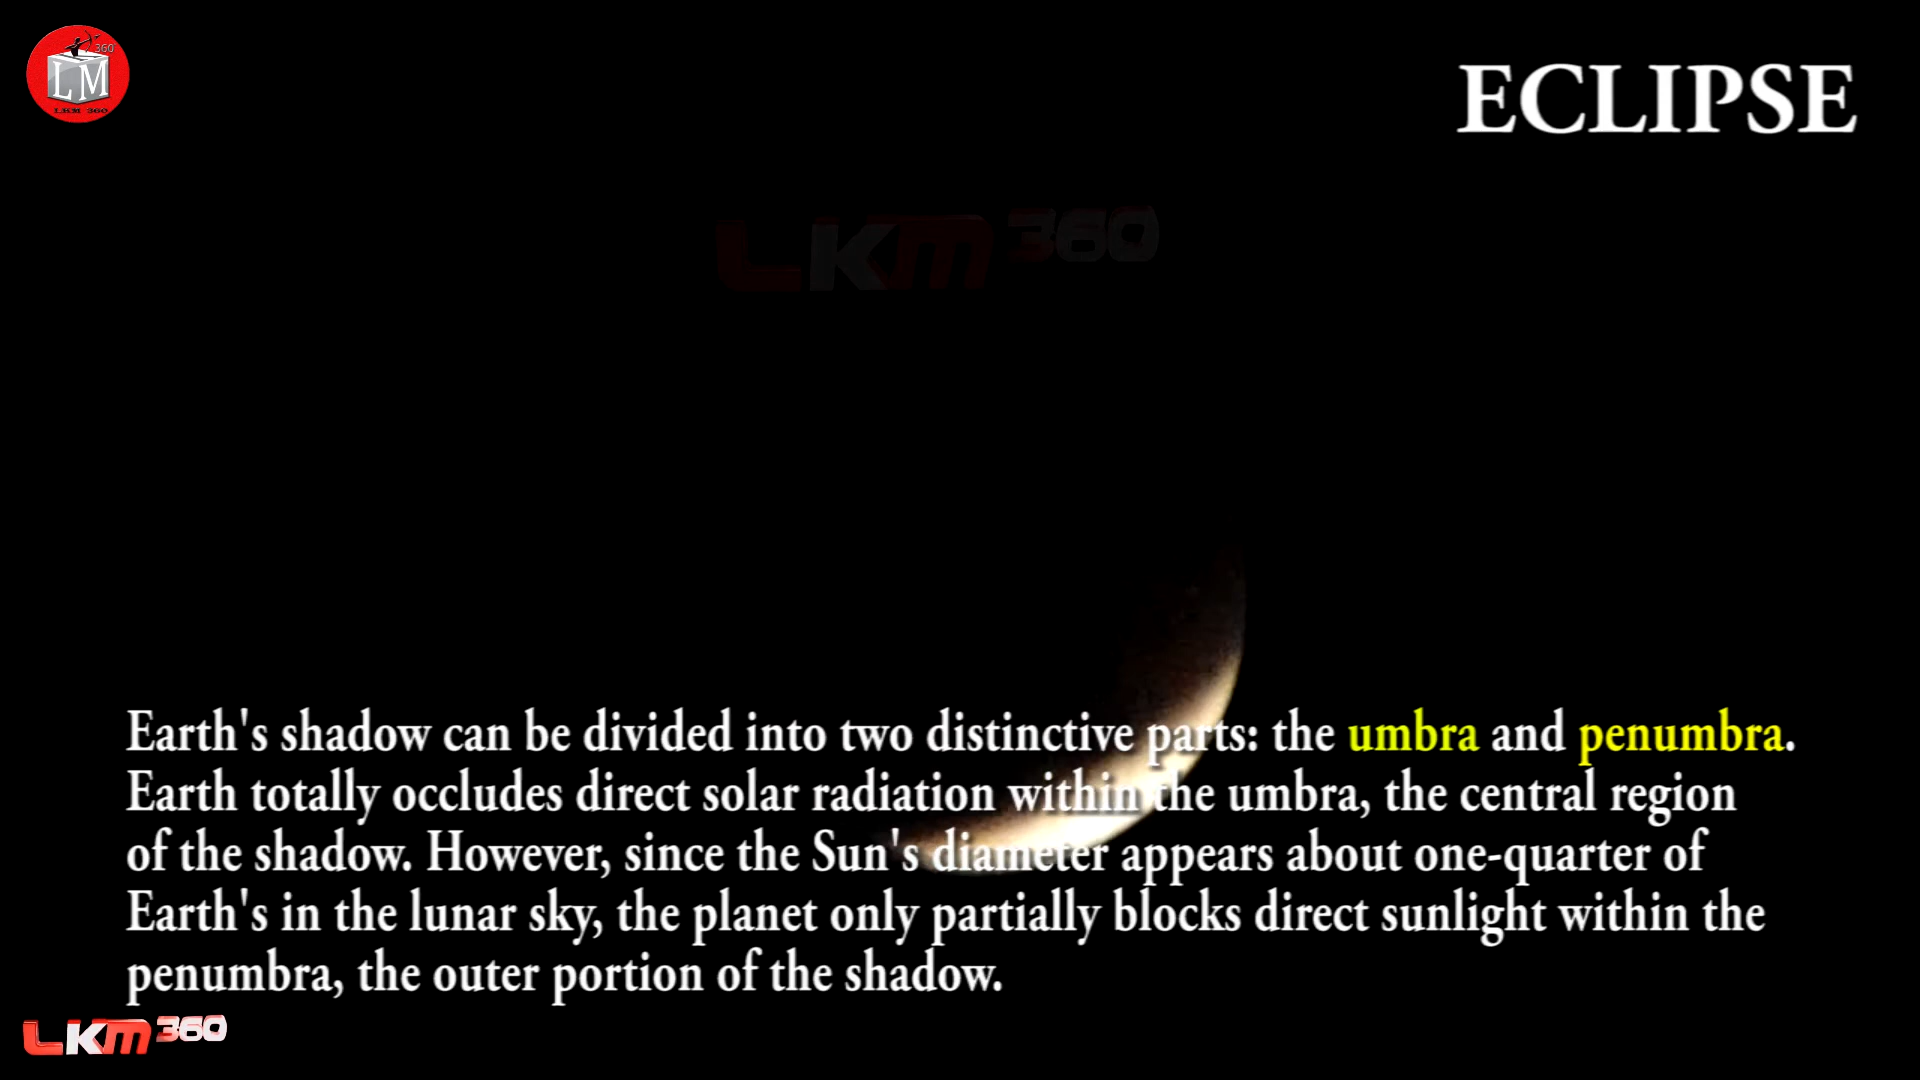 360
LM
LKM 360
ECLIPSE
LKM 360
Earth's shadow can be divided into two distinctive parts: the umbra and penumbra.
Earth totally occludes direct solar radiation within the umbra, the central region
of the shadow. However, since the Sun's diameter appears about one-quarter of
Earth's in the lunar sky, the planet only partially blocks direct sunlight within the
penumbra, the outer portion of the shadow.
LKM 360